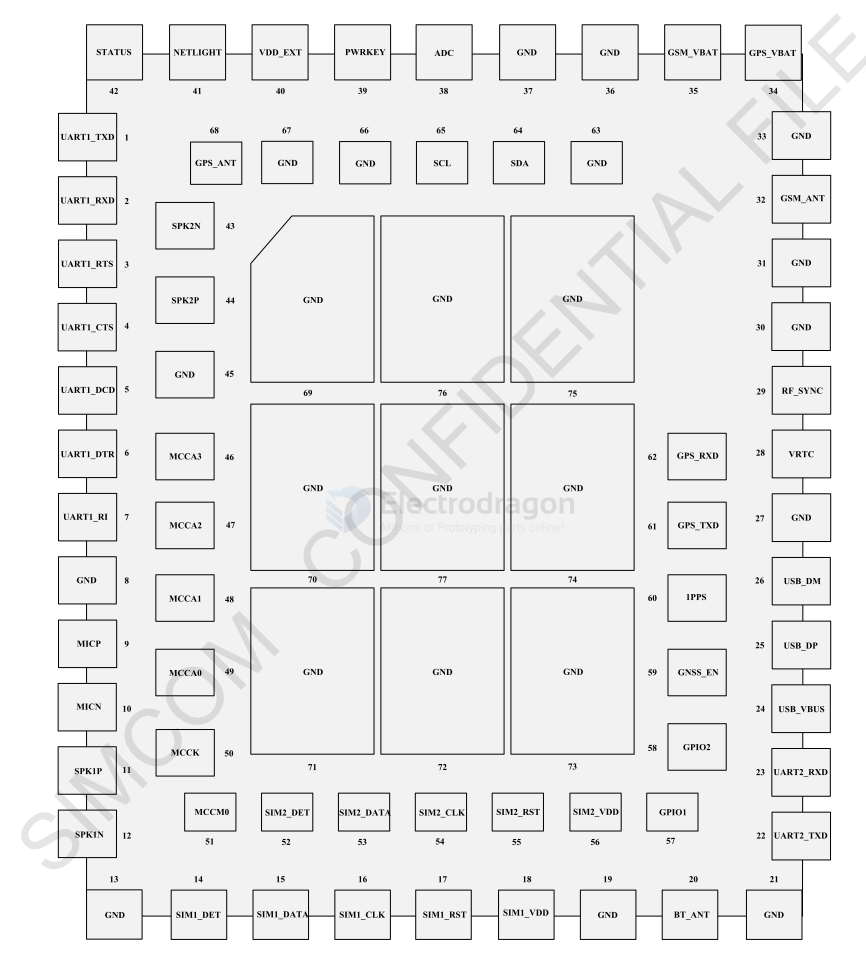 STATUS NETLIGHT VDD_EXT PWRKEY ADC GND GND GSM_VBAT GPS_VBAT
42 41 40 39 38 37 36 35 34
UART1_TXD 1 68 67 66 65 64 63 33 GND
GPS_ANT GND GND SCL SDA GND
UART1_RXD 2 32 GSM_ANT
SPK2N 43
UART1_RTS 3 31 GND
SPK2P 44 GND GND GND
UART1_CTS 4 30 GND
GND 45
UART1_DCD 5 69 76 75 29 RF_SYNC
UART1_DTR 6 MCCA3 46 62 GPS_RXD 28 VRTC
GND GND GND
UART1_RI 7 MCCA2 47 61 GPS_TXD 27 GND
Electrodragon
Millions of Prototyping parts online!
GND 8 70 77 74 26 USB_DM
MCCA1 48 60 1PPS
MICP 9 25 USB_DP
MCCA0 49 GND GND GND 59 GNSS_EN
MICN 10 24 USB_VBUS
MCCK 50 58 GPIO2
SPK1P 11 71 72 73 23 UART2_RXD
MCCM0 SIM2_DET SIM2_DATA SIM2_CLK SIM2_RST SIM2_VDD GPIO1
SPK1N 12 22 UART2_TXD
51 52 53 54 55 56 57
13 14 15 16 17 18 19 20 21
GND SIM1_DET SIM1_DATA SIM1_CLK SIM1_RST SIM1_VDD GND BT_ANT GND
SIMCOM CONFIDENTIAL FILE